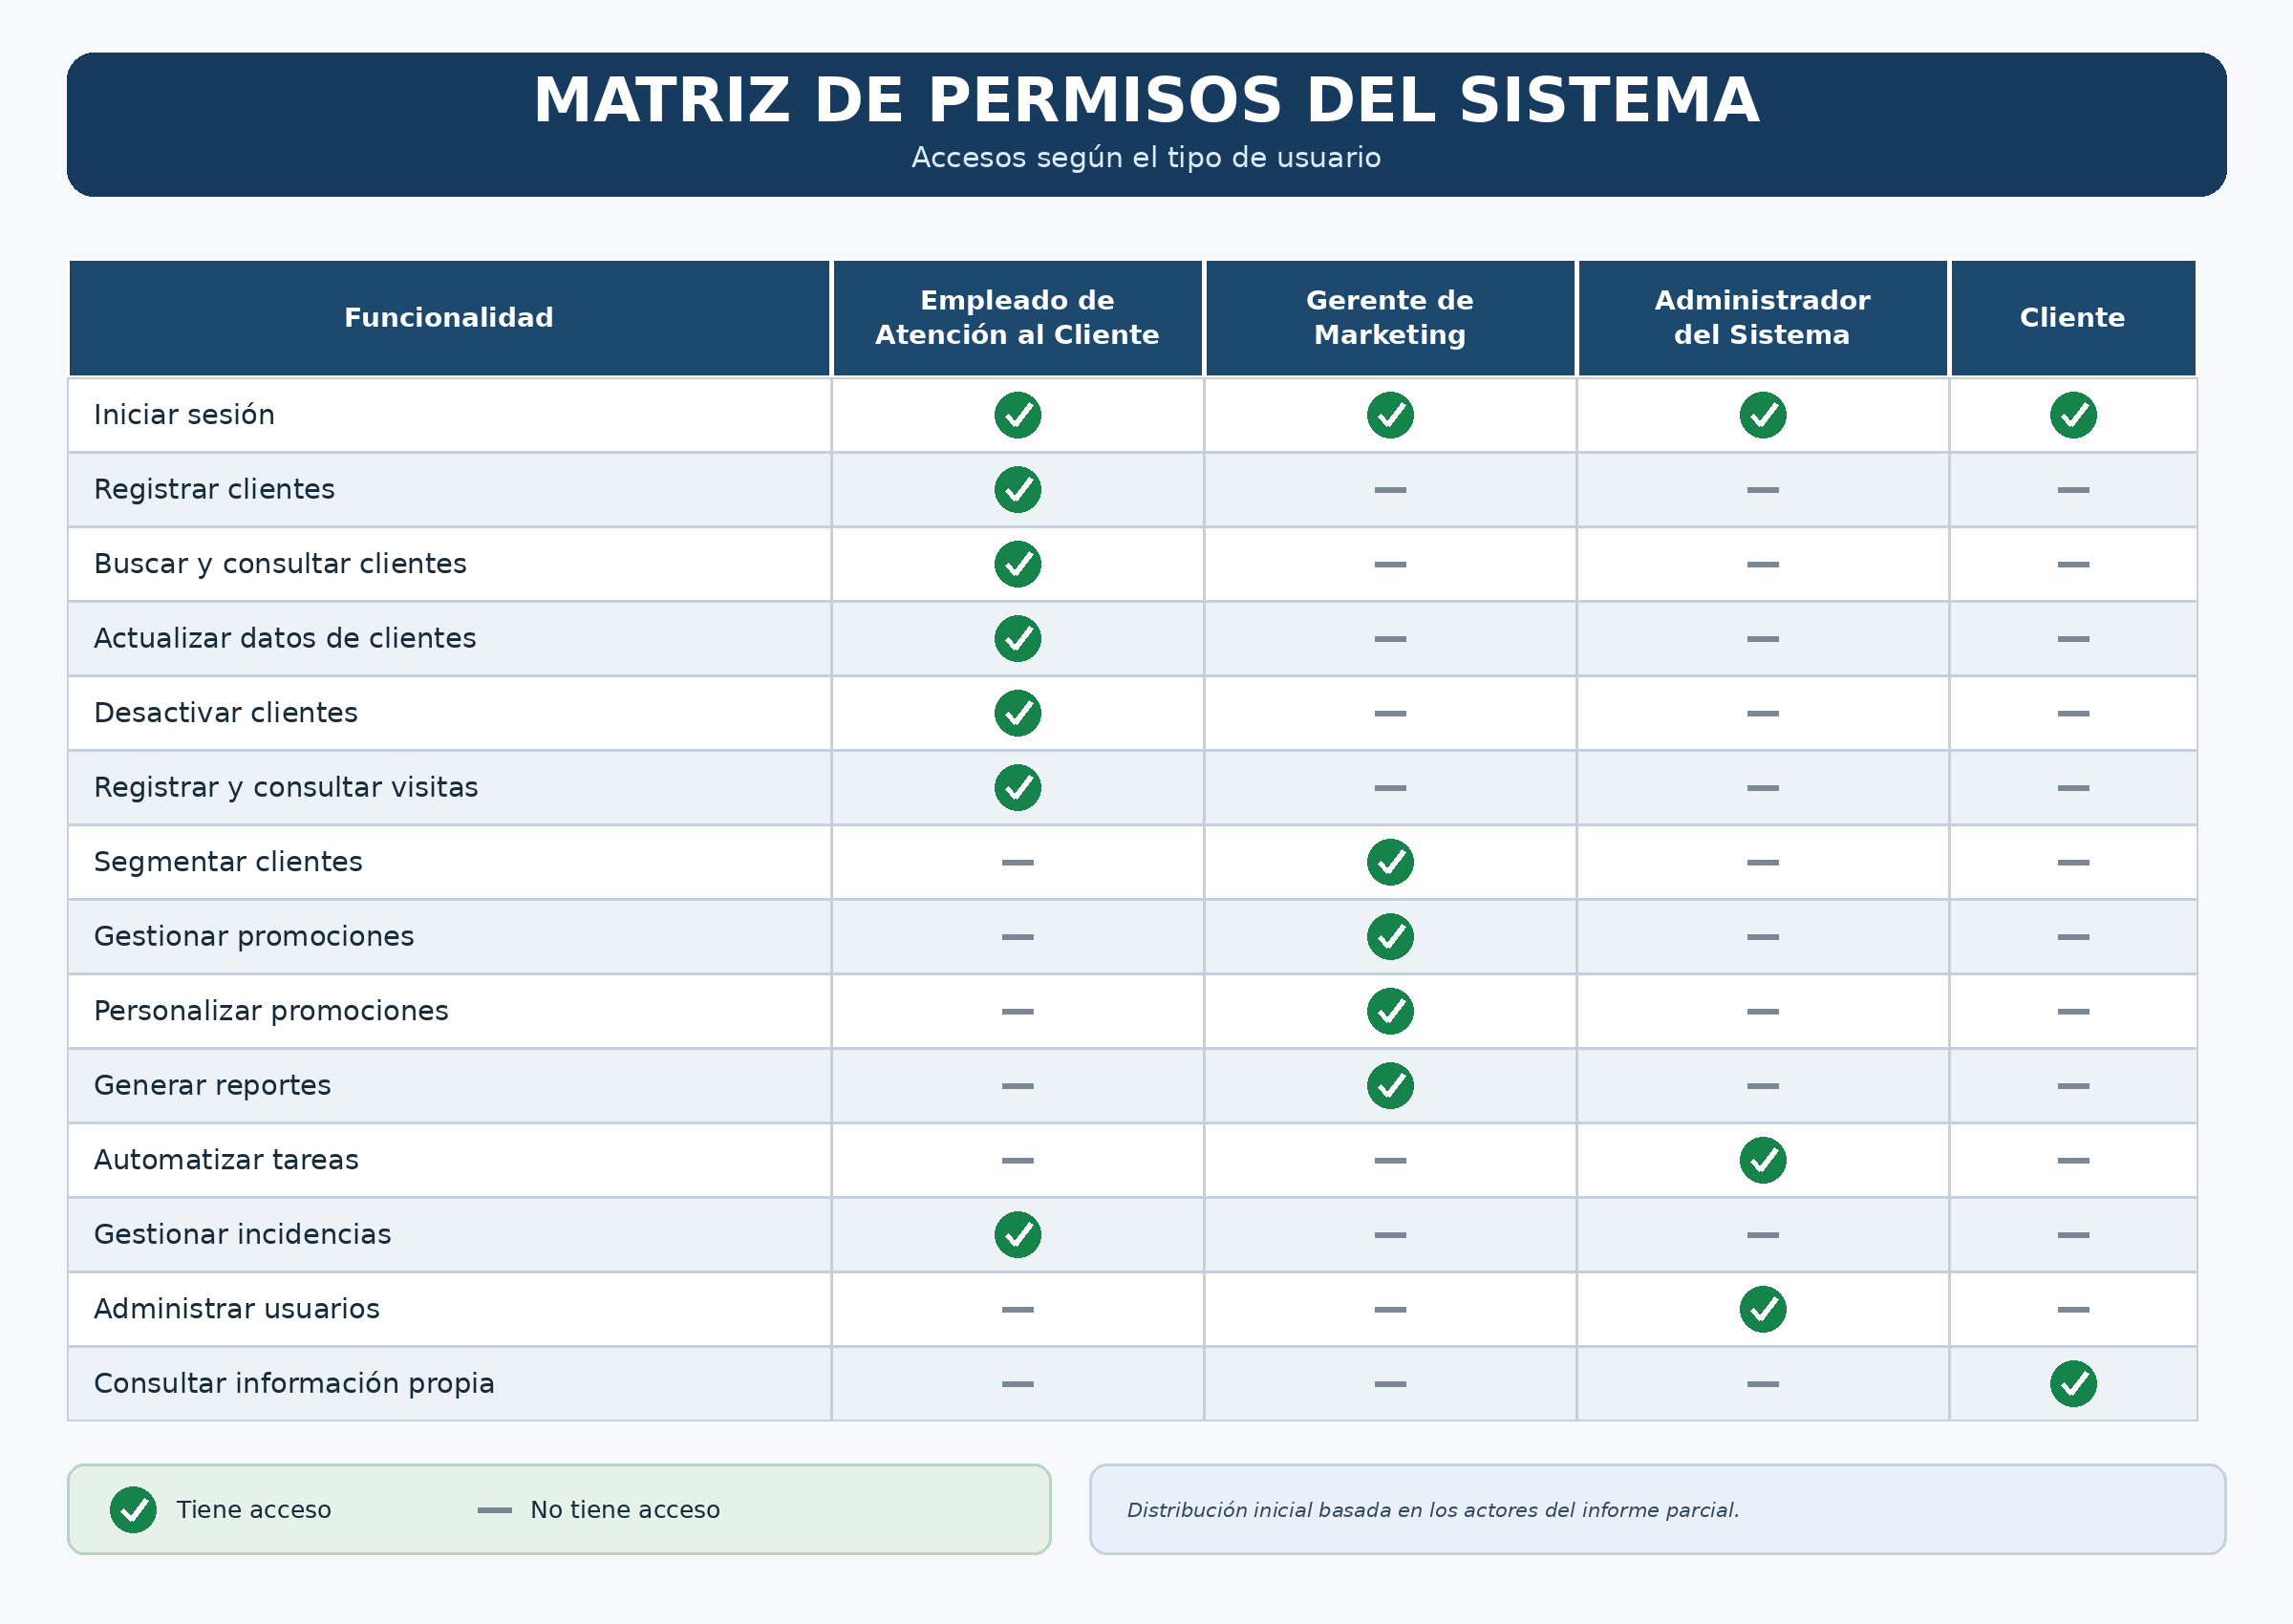 MATRIZ DE PERMISOS DEL SISTEMA
Accesos según el tipo de usuario
Funcionalidad
Empleado de
Atención al Cliente
Gerente de
Marketing
Administrador
del Sistema
Cliente
Iniciar sesión
Registrar clientes
Buscar y consultar clientes
Actualizar datos de clientes
Desactivar clientes
Registrar y consultar visitas
Segmentar clientes
Gestionar promociones
Personalizar promociones
Generar reportes
Automatizar tareas
Gestionar incidencias
Administrar usuarios
Consultar información propia
Tiene acceso
No tiene acceso
Distribución inicial basada en los actores del informe parcial.